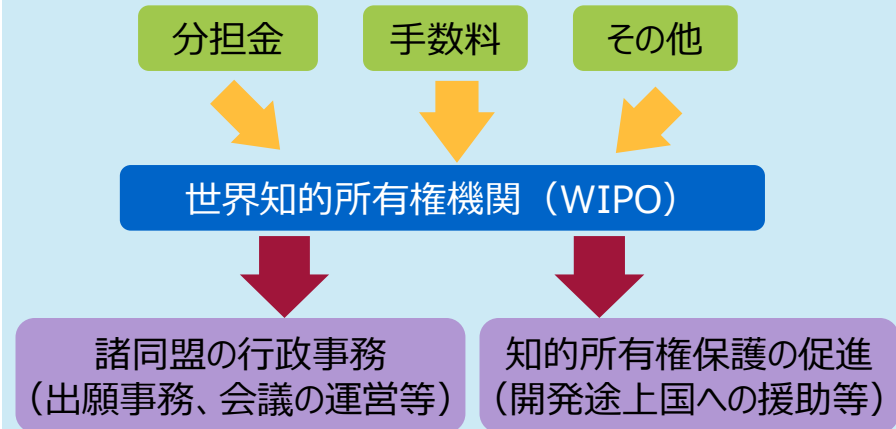 分担金
手数料
その他
世界知的所有権機関（WIPO）
諸同盟の行政事務
（出願事務、会議の運営等）
知的所有権保護の促進
（開発途上国への援助等）